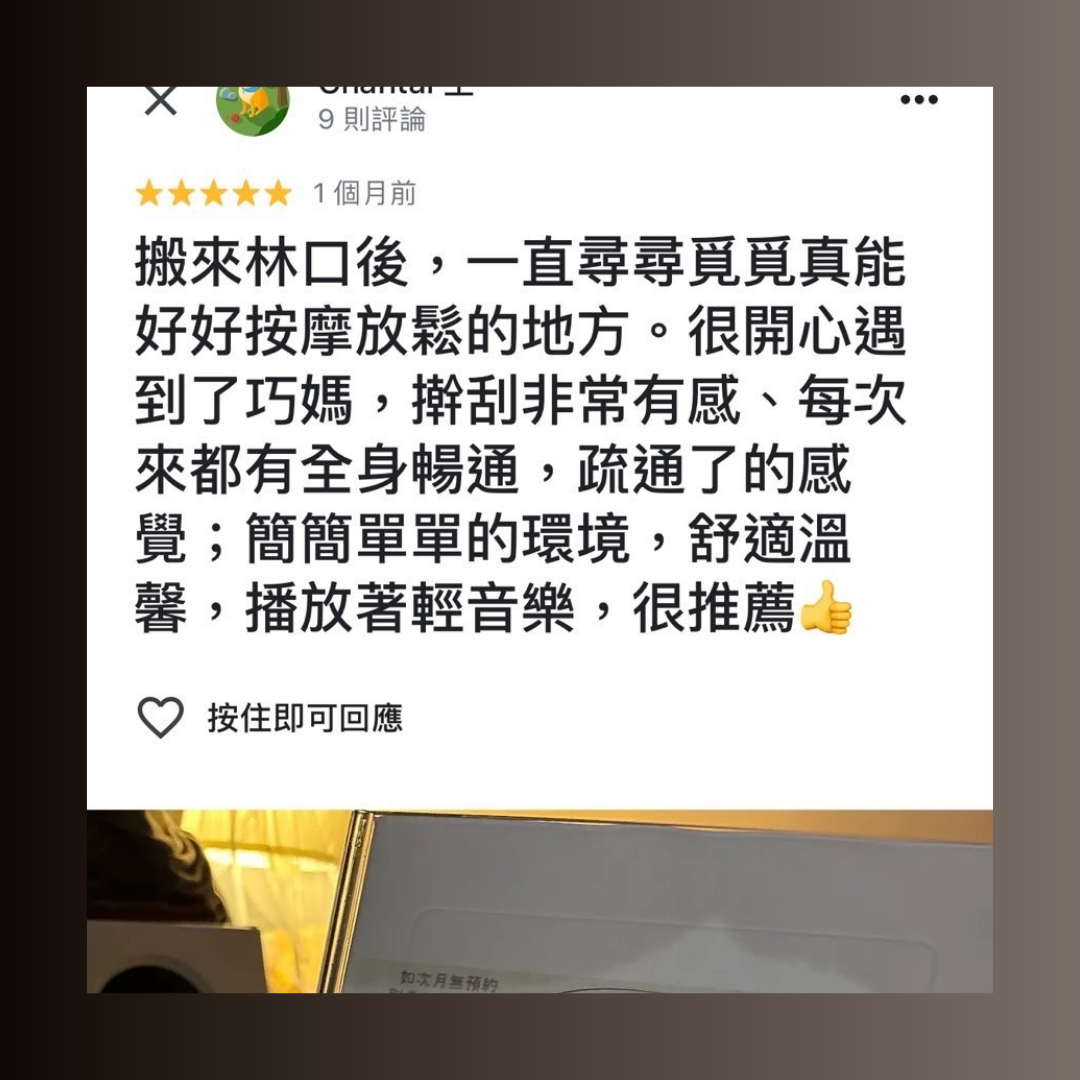 9 則評論
1 個月前
搬來林口後，一直尋尋覓覓真能
好好按摩放鬆的地方。很開心遇
到了巧媽，擀刮非常有感、每次
來都有全身暢通，疏通了的感
覺；簡簡單單的環境，舒適溫
馨，播放著輕音樂，很推薦👍
按住即可回應
如次月無預約